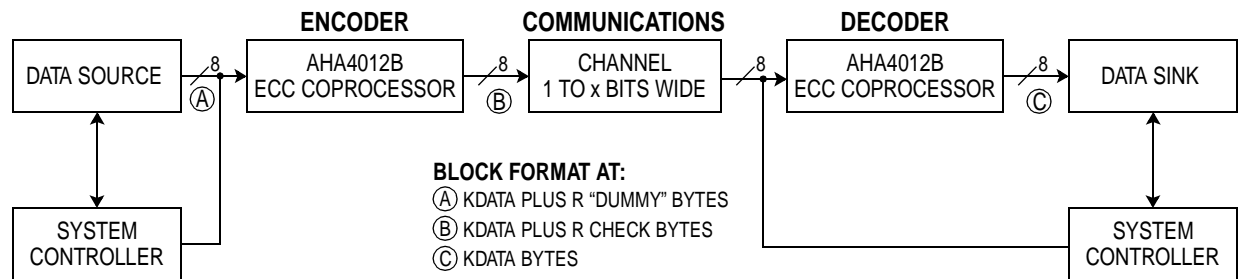 ENCODER
COMMUNICATIONS
DECODER
DATA SOURCE
8
A
AHA4012B
ECC COPROCESSOR
8
B
CHANNEL
1 TO x BITS WIDE
8
AHA4012B
ECC COPROCESSOR
8
C
DATA SINK
BLOCK FORMAT AT:
A KDATA PLUS R “DUMMY” BYTES
B KDATA PLUS R CHECK BYTES
C KDATA BYTES
SYSTEM
CONTROLLER
SYSTEM
CONTROLLER